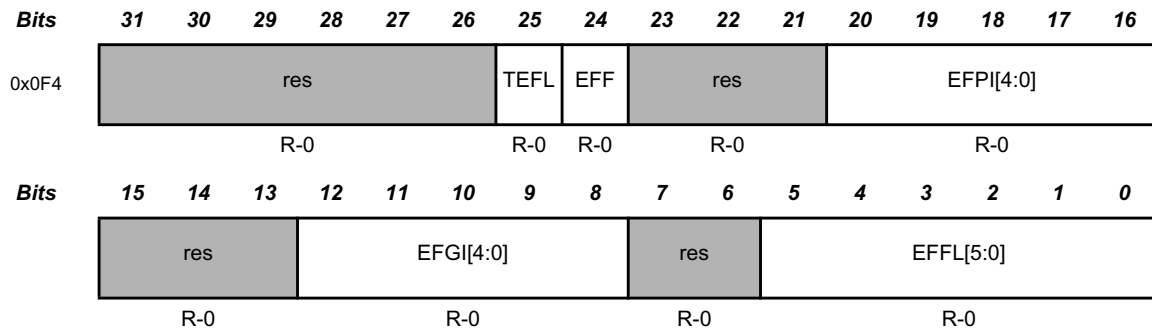 Bits 31 30 29 28 27 26 25 24 23 22 21 20 19 18 17 16
0x0F4 res TEFL EFF res EFPI[4:0]
R-0 R-0 R-0 R-0 R-0
Bits 15 14 13 12 11 10 9 8 7 6 5 4 3 2 1 0
res EFGI[4:0] res EFFL[5:0]
R-0 R-0 R-0 R-0